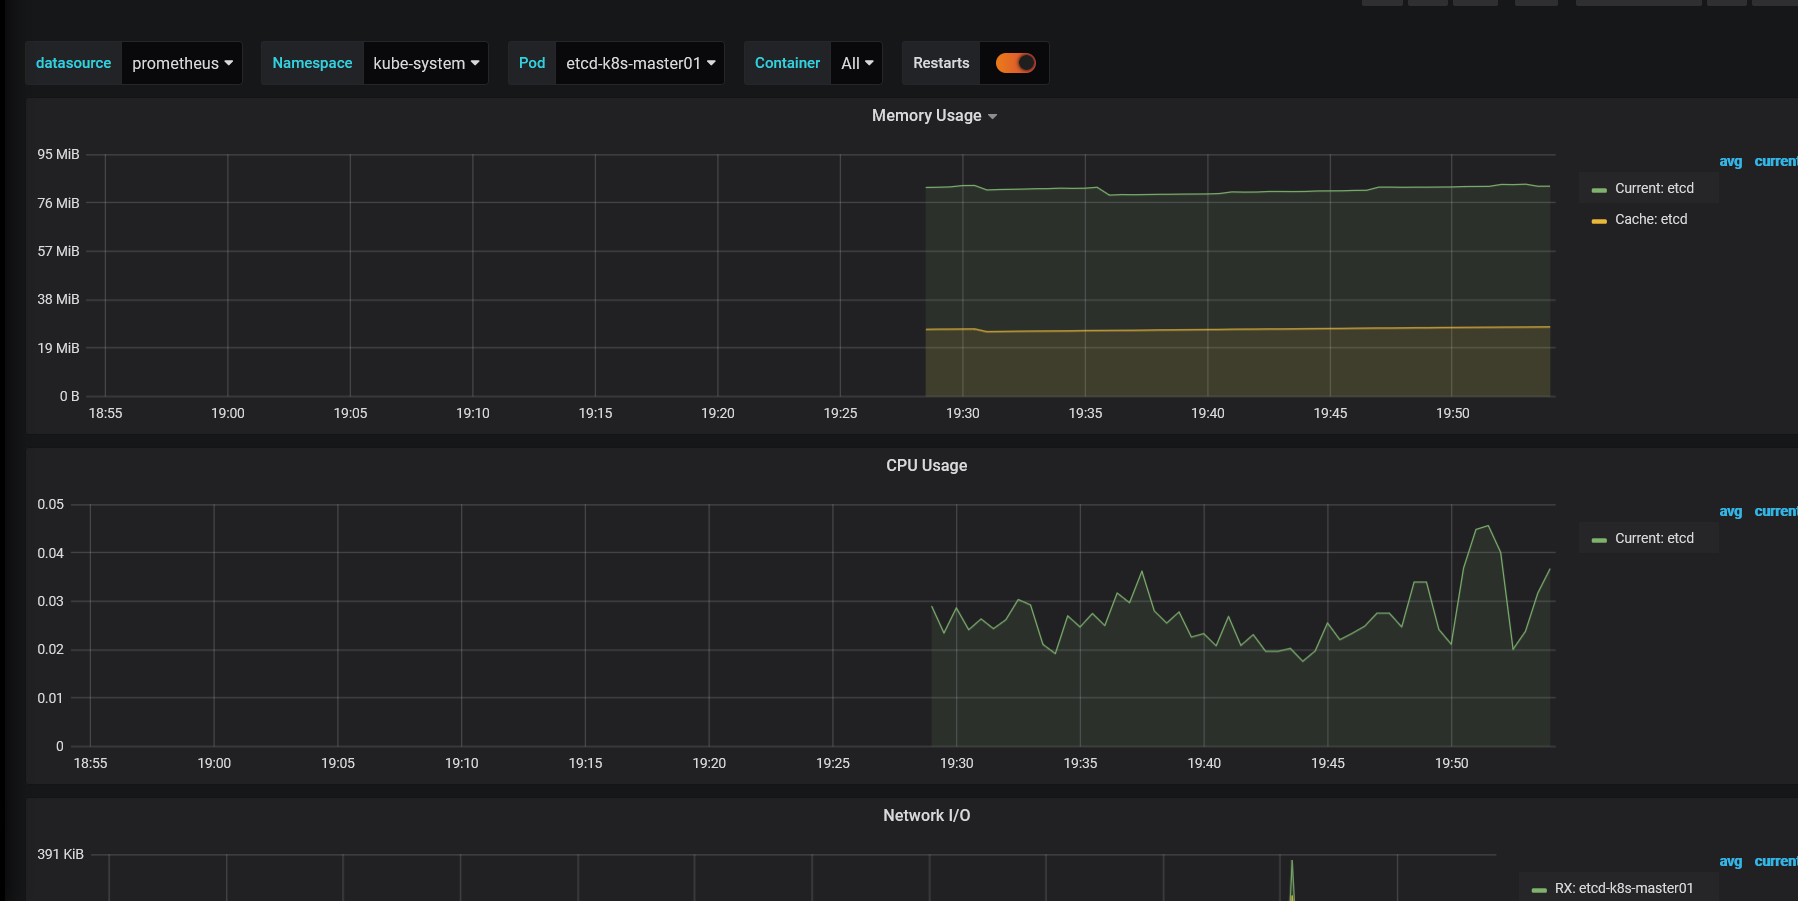 datasource prometheus Namespace kube-system Pod etcd-k8s-master01 Container All Restarts
Memory Usage
95 MiB
76 MiB
57 MiB
38 MiB
19 MiB
0 B
18:55 19:00 19:05 19:10 19:15 19:20 19:25 19:30 19:35 19:40 19:45 19:50
avg current
Current: etcd
Cache: etcd
CPU Usage
0.05
0.04
0.03
0.02
0.01
0
18:55 19:00 19:05 19:10 19:15 19:20 19:25 19:30 19:35 19:40 19:45 19:50
avg current
Current: etcd
Network I/O
391 KiB
avg current
RX: etcd-k8s-master01